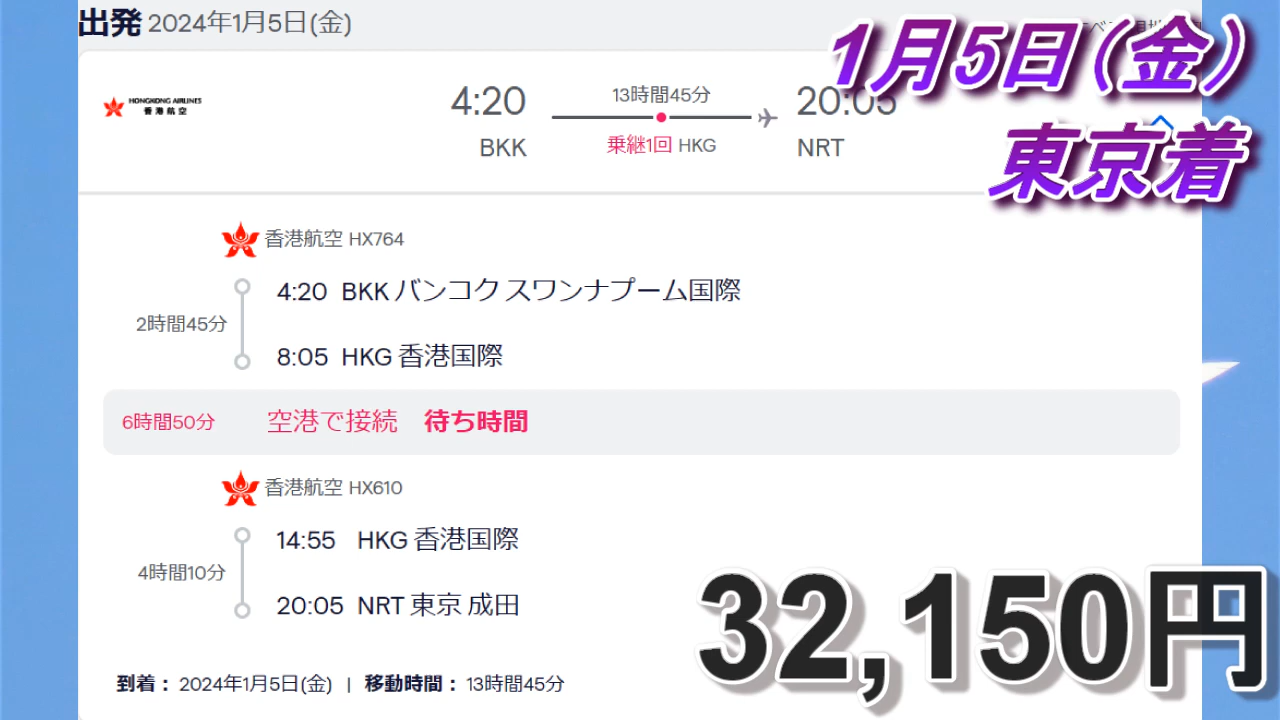 出発 2024年1月5日(金)
1月5日(金)
東京着
HONGKONG AIRLINES
香港航空
4:20
13時間45分
20:05
BKK
乗継1回 HKG
NRT
香港航空 HX764
4:20 BKK バンコク スワンナプーム国際
2時間45分
8:05 HKG 香港国際
6時間50分 空港で接続 待ち時間
香港航空 HX610
14:55 HKG 香港国際
4時間10分
20:05 NRT 東京 成田
32,150円
到着： 2024年1月5日(金) | 移動時間： 13時間45分